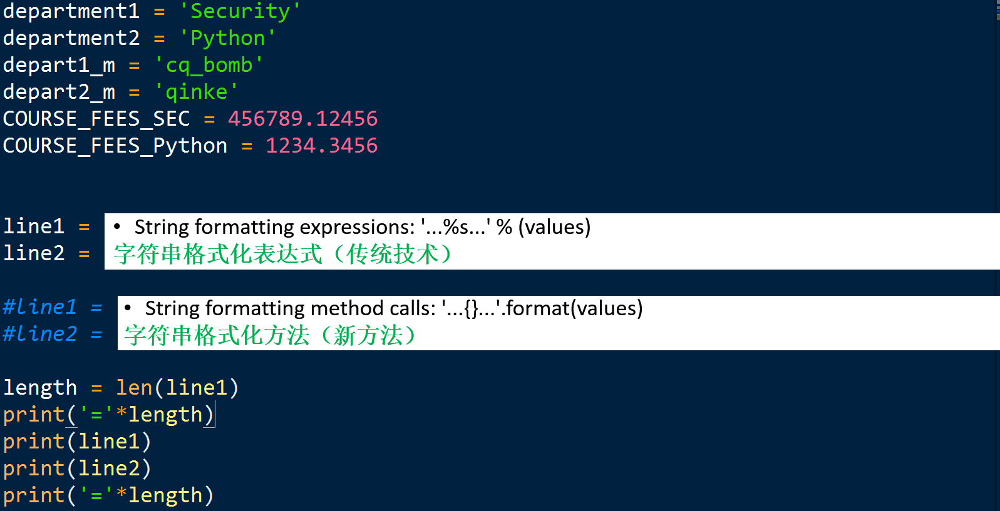 department1 = 'Security'
department2 = 'Python'
depart1_m = 'cq_bomb'
depart2_m = 'qinke'
COURSE_FEES_SEC = 456789.12456
COURSE_FEES_Python = 1234.3456
line1 = • String formatting expressions: '...%s...' % (values)
line2 = 字符串格式化表达式（传统技术）
#line1 = • String formatting method calls: '...{}...'.format(values)
#line2 = 字符串格式化方法（新方法）
length = len(line1)
print('='*length)
print(line1)
print(line2)
print('='*length)